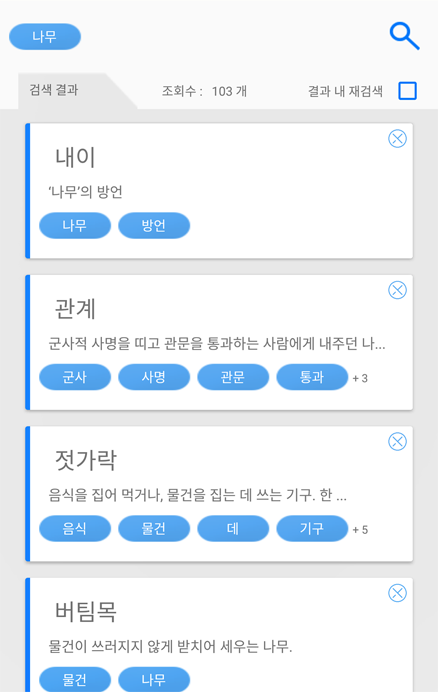 나무
검색 결과 조회수 : 103 개 결과 내 재검색
내이
‘나무’의 방언
나무 방언
관계
군사적 사명을 띠고 관문을 통과하는 사람에게 내주던 나...
군사 사명 관문 통과 + 3
젓가락
음식을 집어 먹거나, 물건을 집는 데 쓰는 기구. 한 ...
음식 물건 데 기구 + 5
버팀목
물건이 쓰러지지 않게 받치어 세우는 나무.
물건 나무